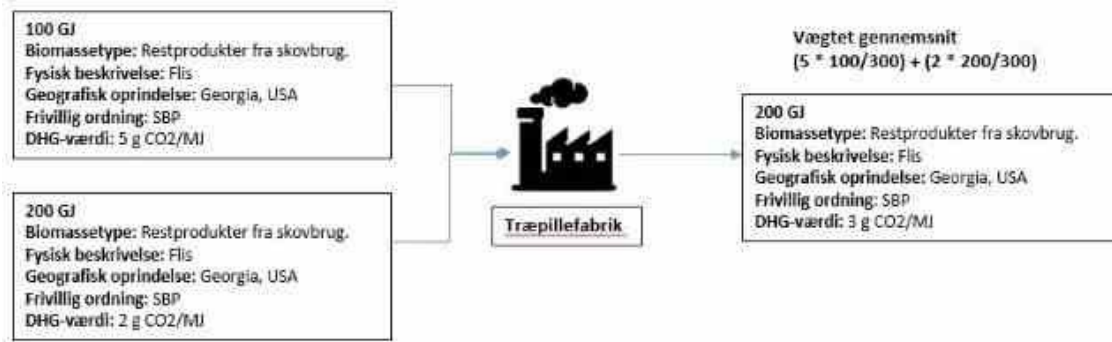 100 GJ
Biomassetype: Restprodukter fra skovbrug.
Fysisk beskrivelse: Flis
Geografisk oprindelse: Georgia, USA
Frivillig ordning: SBP
DHG-værdi: 5 g CO2/MJ
200 GJ
Biomassetype: Restprodukter fra skovbrug.
Fysisk beskrivelse: Flis
Geografisk oprindelse: Georgia, USA
Frivillig ordning: SBP
DHG-værdi: 2 g CO2/MJ
Træpillefabrik
Vægtet gennemsnit
(5 * 100/300) + (2 * 200/300)
200 GJ
Biomassetype: Restprodukter fra skovbrug.
Fysisk beskrivelse: Flis
Geografisk oprindelse: Georgia, USA
Frivillig ordning: SBP
DHG-værdi: 3 g CO2/MJ